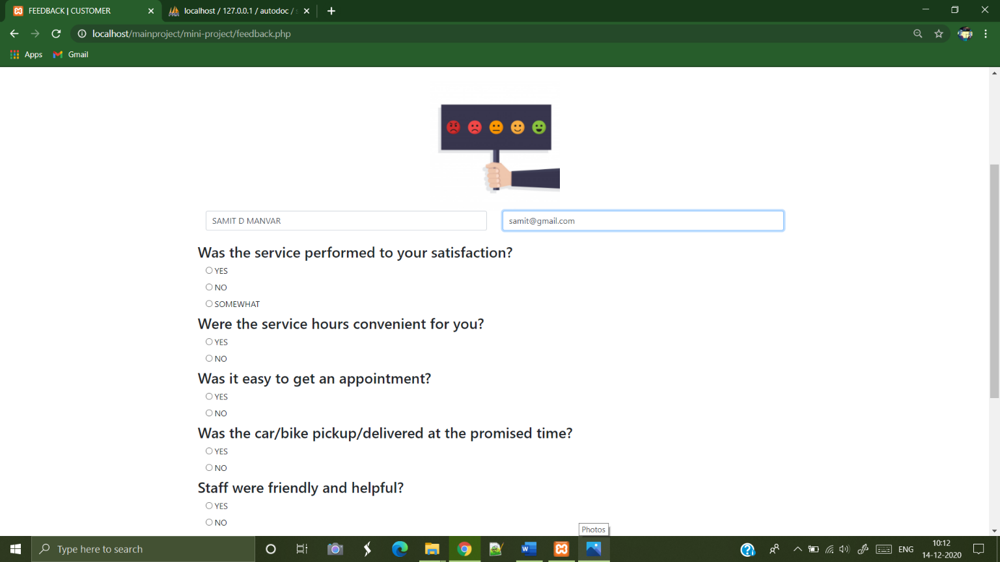 FEEDBACK | CUSTOMER
localhost / 127.0.0.1 / autodoc /
localhost/mainproject/mini-project/feedback.php
Apps Gmail
SAMIT D MANVAR samit@gmail.com
Was the service performed to your satisfaction?
YES
NO
SOMEWHAT
Were the service hours convenient for you?
YES
NO
Was it easy to get an appointment?
YES
NO
Was the car/bike pickup/delivered at the promised time?
YES
NO
Staff were friendly and helpful?
YES
NO
Photos
Type here to search
ENG
10:12
14-12-2020